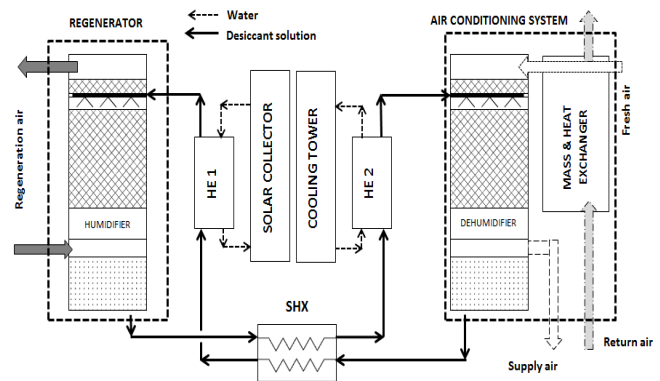 REGENERATOR
Water
Desiccant solution
AIR CONDITIONING SYSTEM
Regeneration air
HUMIDIFIER
HE 1
SOLAR COLLECTOR
COOLING TOWER
HE 2
DEHUMIDIFIER
MASS & HEAT
EXCHANGER
Fresh air
SHX
Supply air
Return air